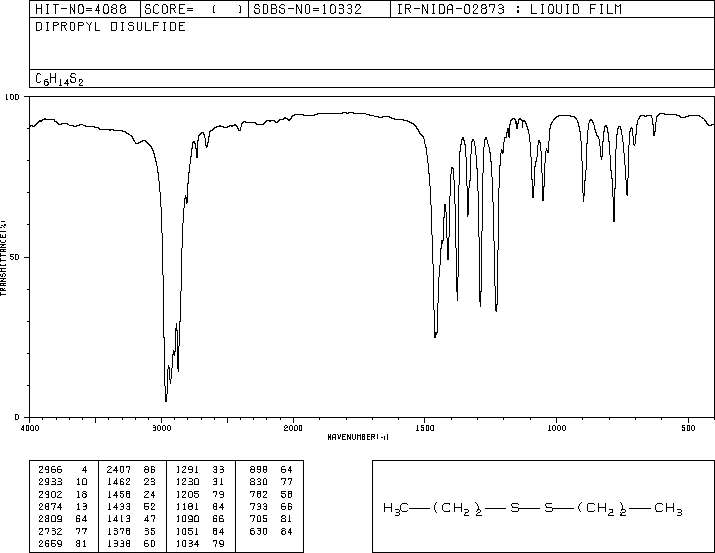 HIT-NO=4088 SCORE= ( ) SDBS-NO=10332 IR-NIDA-02873 : LIQUID FILM
DIPROPYL DISULFIDE
C6H14S2
100
50
0
TRANSMITTANCE(%)
4000 3000 2000 1500 1000 500
WAVENUMBER(-1)
2966 4 2407 86 1291 33 898 64
2933 10 1462 23 1230 31 830 77
2902 18 1458 24 1205 79 782 58
2874 13 1433 62 1181 84 733 66
2809 64 1413 47 1090 66 705 81
2732 77 1378 35 1051 64 630 84
2669 81 1338 60 1034 79
H3C—(CH2)2—S—S—(CH2)2—CH3